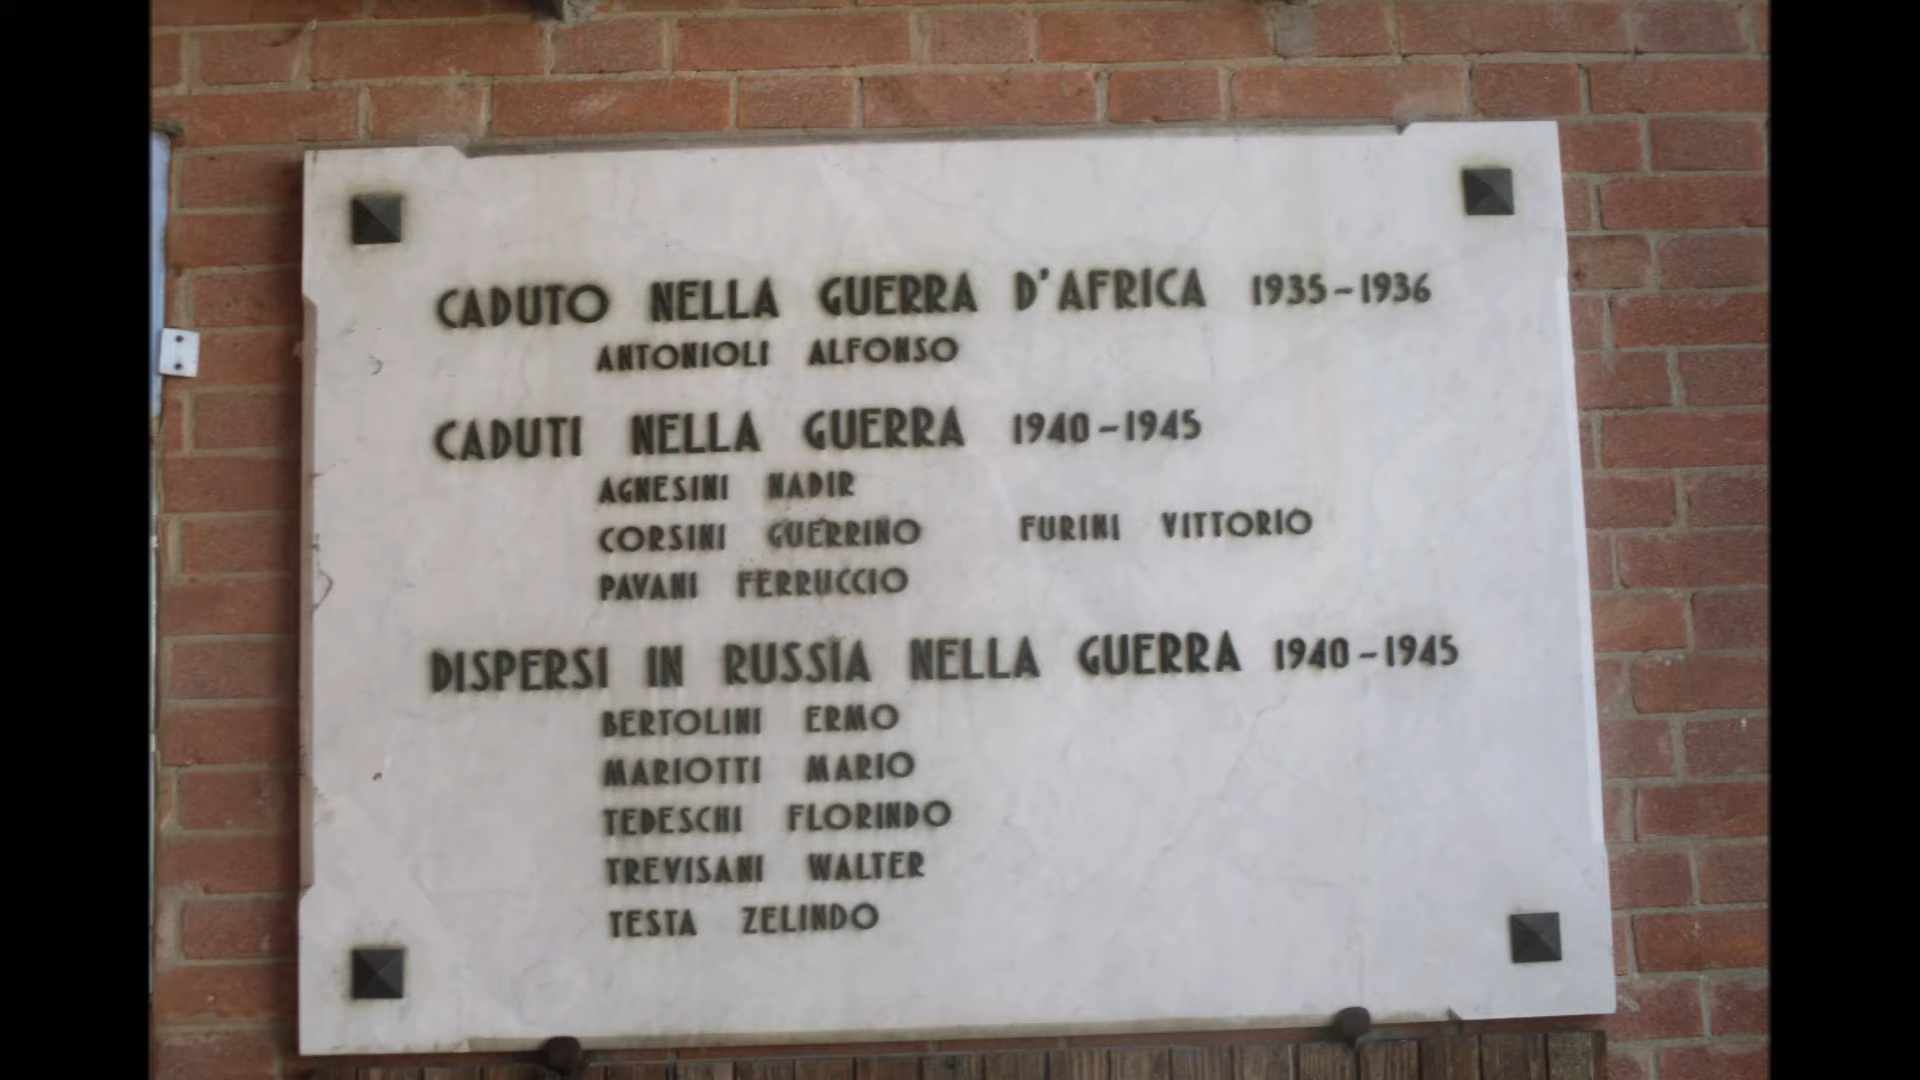 CADUTO NELLA GUERRA D'AFRICA 1935-1936
ANTONIOLI ALFONSO
CADUTI NELLA GUERRA 1940-1945
AGNESINI NADIR
CORSINI GUERRINO FURINI VITTORIO
PAVANI FERRUCCIO
DISPERSI IN RUSSIA NELLA GUERRA 1940-1945
BERTOLINI ERMO
MARIOTTI MARIO
TEDESCHI FLORINDO
TREVISANI WALTER
TESTA ZELINDO